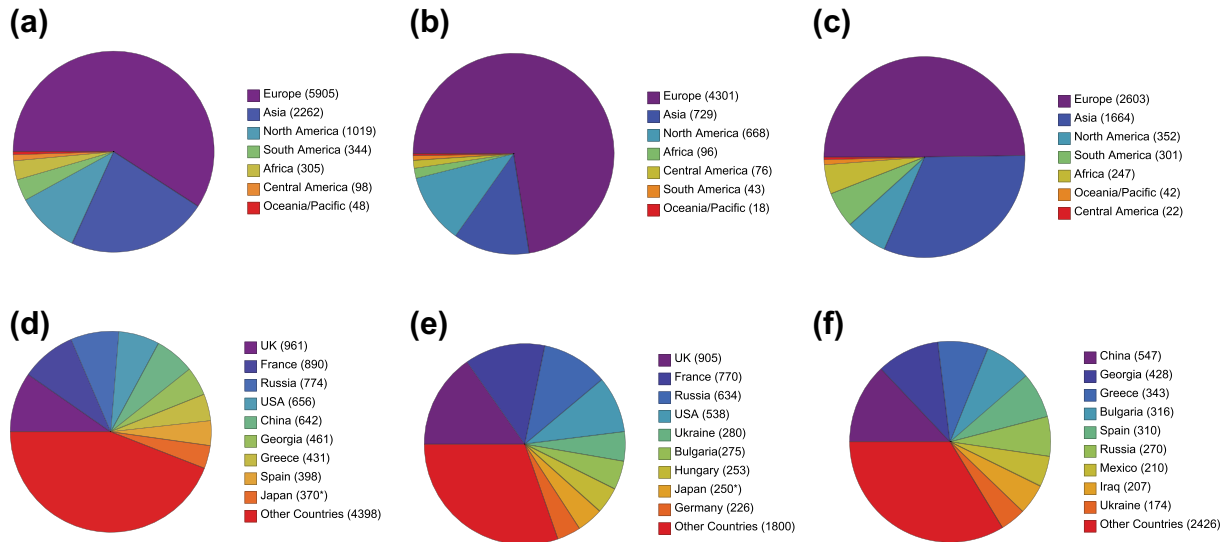 (a)
Europe (5905)
Asia (2262)
North America (1019)
South America (344)
Africa (305)
Central America (98)
Oceania/Pacific (48)
(b)
Europe (4301)
Asia (729)
North America (668)
Africa (96)
Central America (76)
South America (43)
Oceania/Pacific (18)
(c)
Europe (2603)
Asia (1664)
North America (352)
South America (301)
Africa (247)
Oceania/Pacific (42)
Central America (22)
(d)
UK (961)
France (890)
Russia (774)
USA (656)
China (642)
Georgia (461)
Greece (431)
Spain (398)
Japan (370*)
Other Countries (4398)
(e)
UK (905)
France (770)
Russia (634)
USA (538)
Ukraine (280)
Bulgaria(275)
Hungary (253)
Japan (250*)
Germany (226)
Other Countries (1800)
(f)
China (547)
Georgia (428)
Greece (343)
Bulgaria (316)
Spain (310)
Russia (270)
Mexico (210)
Iraq (207)
Ukraine (174)
Other Countries (2426)